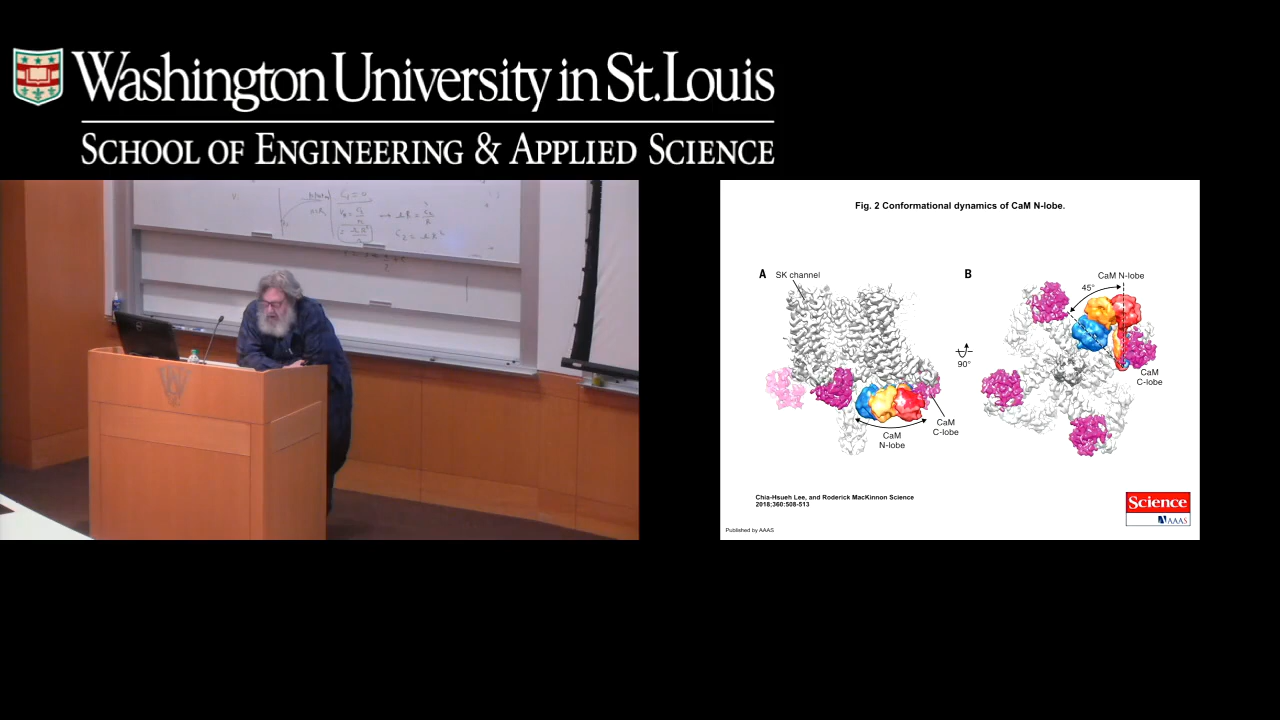 Washington University in St. Louis
SCHOOL OF ENGINEERING & APPLIED SCIENCE
Fig. 2 Conformational dynamics of CaM N-lobe.
A SK channel
B
CaM N-lobe
45°
90°
CaM
C-lobe
CaM
C-lobe
CaM
N-lobe
Chia-Hsueh Lee, and Roderick MacKinnon Science
2018;360:508-513
Science
AAAS
Published by AAAS